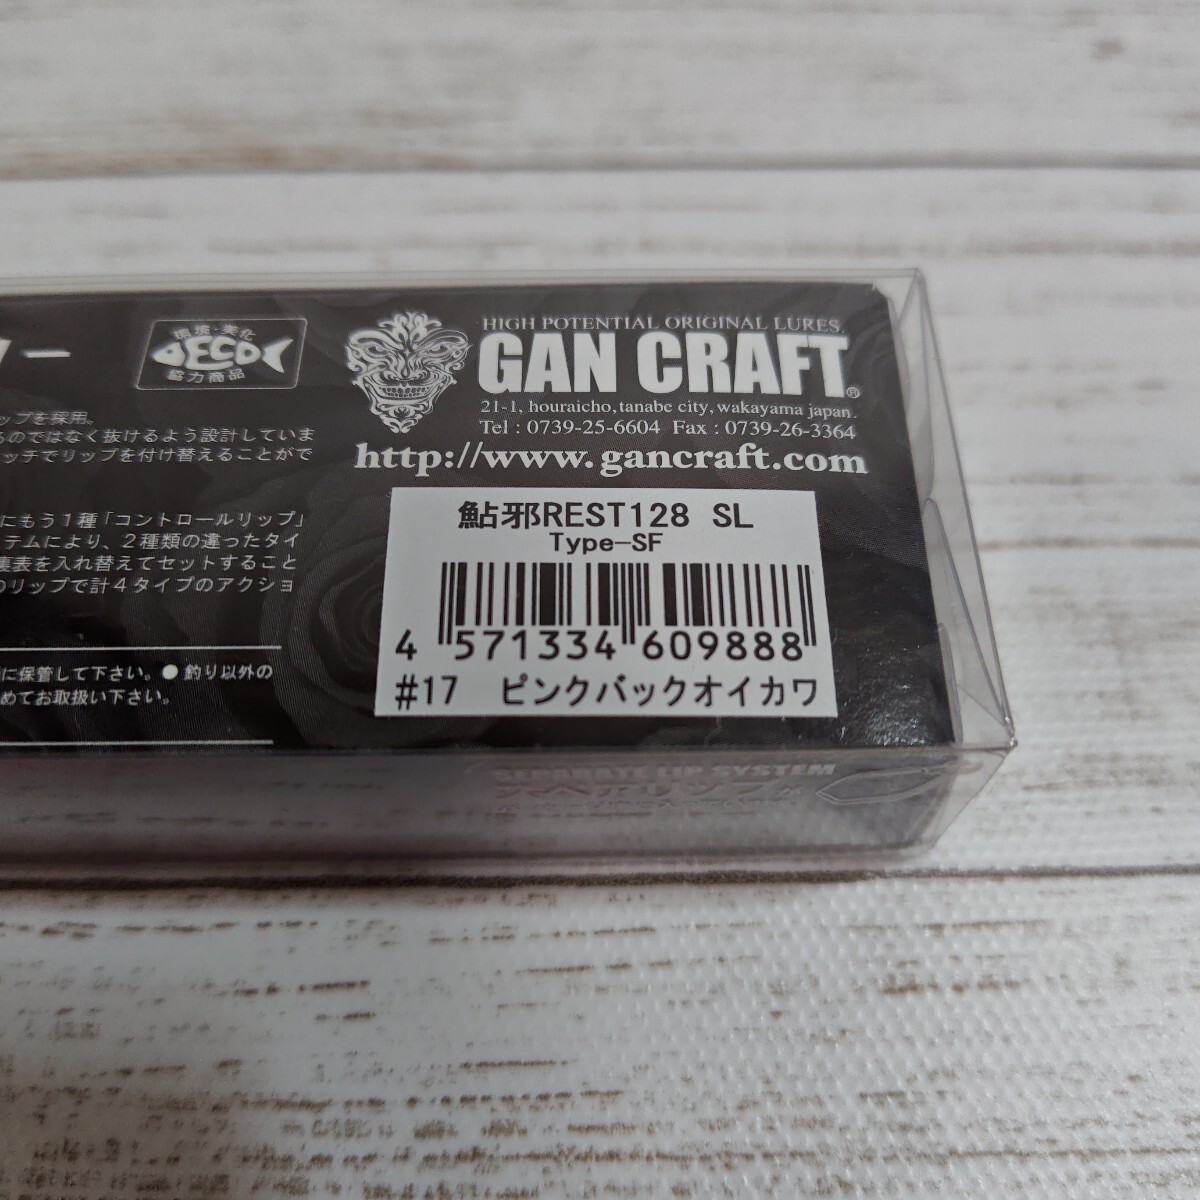 ター
環境・美化
ECO
協力商品
HIGH POTENTIAL ORIGINAL LURES.
GAN CRAFT®
21-1, houraicho, tanabe city, wakayama japan.
Tel : 0739-25-6604 Fax : 0739-26-3364
http://www.gancraft.com
ップを採用。
るのではなく抜けるよう設計していま
ッチでリップを付け替えることがで
にもう1種「コントロールリップ」
テムにより、2種類の違ったタイ
裏表を入れ替えてセットすること
のリップで計4タイプのアクショ
に保管して下さい。●釣り以外の
めてお取扱い下さい。
鮎邪REST128 SL
Type-SF
4 571334 609888
#17 ピンクバックオイカワ
SEPARATE LIP SYSTEM
スペアリップ